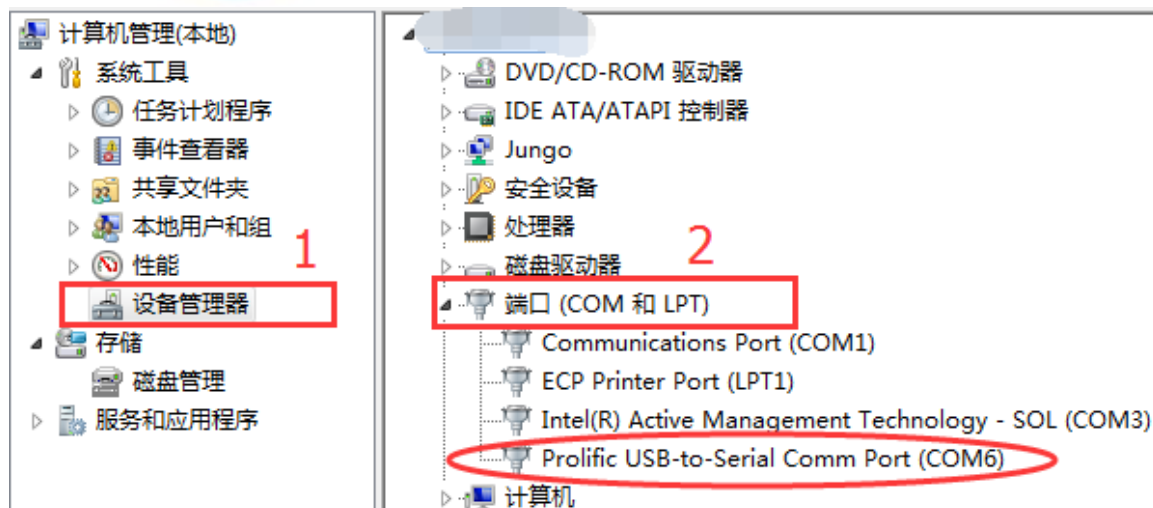 计算机管理(本地)
系统工具
任务计划程序
事件查看器
共享文件夹
本地用户和组
性能
1
设备管理器
存储
磁盘管理
服务和应用程序
DVD/CD-ROM 驱动器
IDE ATA/ATAPI 控制器
Jungo
安全设备
处理器
2
磁盘驱动器
端口 (COM 和 LPT)
Communications Port (COM1)
ECP Printer Port (LPT1)
Intel(R) Active Management Technology - SOL (COM3)
Prolific USB-to-Serial Comm Port (COM6)
计算机